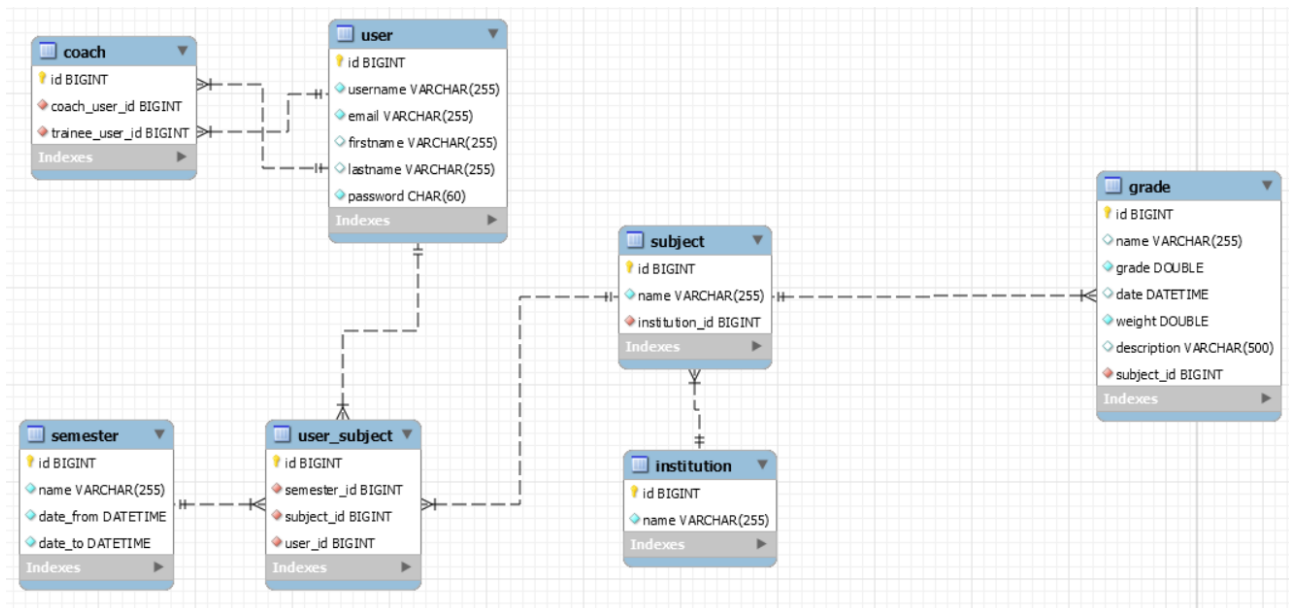 coach
id BIGINT
coach_user_id BIGINT
trainee_user_id BIGINT
Indexes
user
id BIGINT
username VARCHAR(255)
email VARCHAR(255)
firstname VARCHAR(255)
lastname VARCHAR(255)
password CHAR(60)
Indexes
subject
id BIGINT
name VARCHAR(255)
institution_id BIGINT
Indexes
grade
id BIGINT
name VARCHAR(255)
grade DOUBLE
date DATETIME
weight DOUBLE
description VARCHAR(500)
subject_id BIGINT
Indexes
semester
id BIGINT
name VARCHAR(255)
date_from DATETIME
date_to DATETIME
Indexes
user_subject
id BIGINT
semester_id BIGINT
subject_id BIGINT
user_id BIGINT
Indexes
institution
id BIGINT
name VARCHAR(255)
Indexes